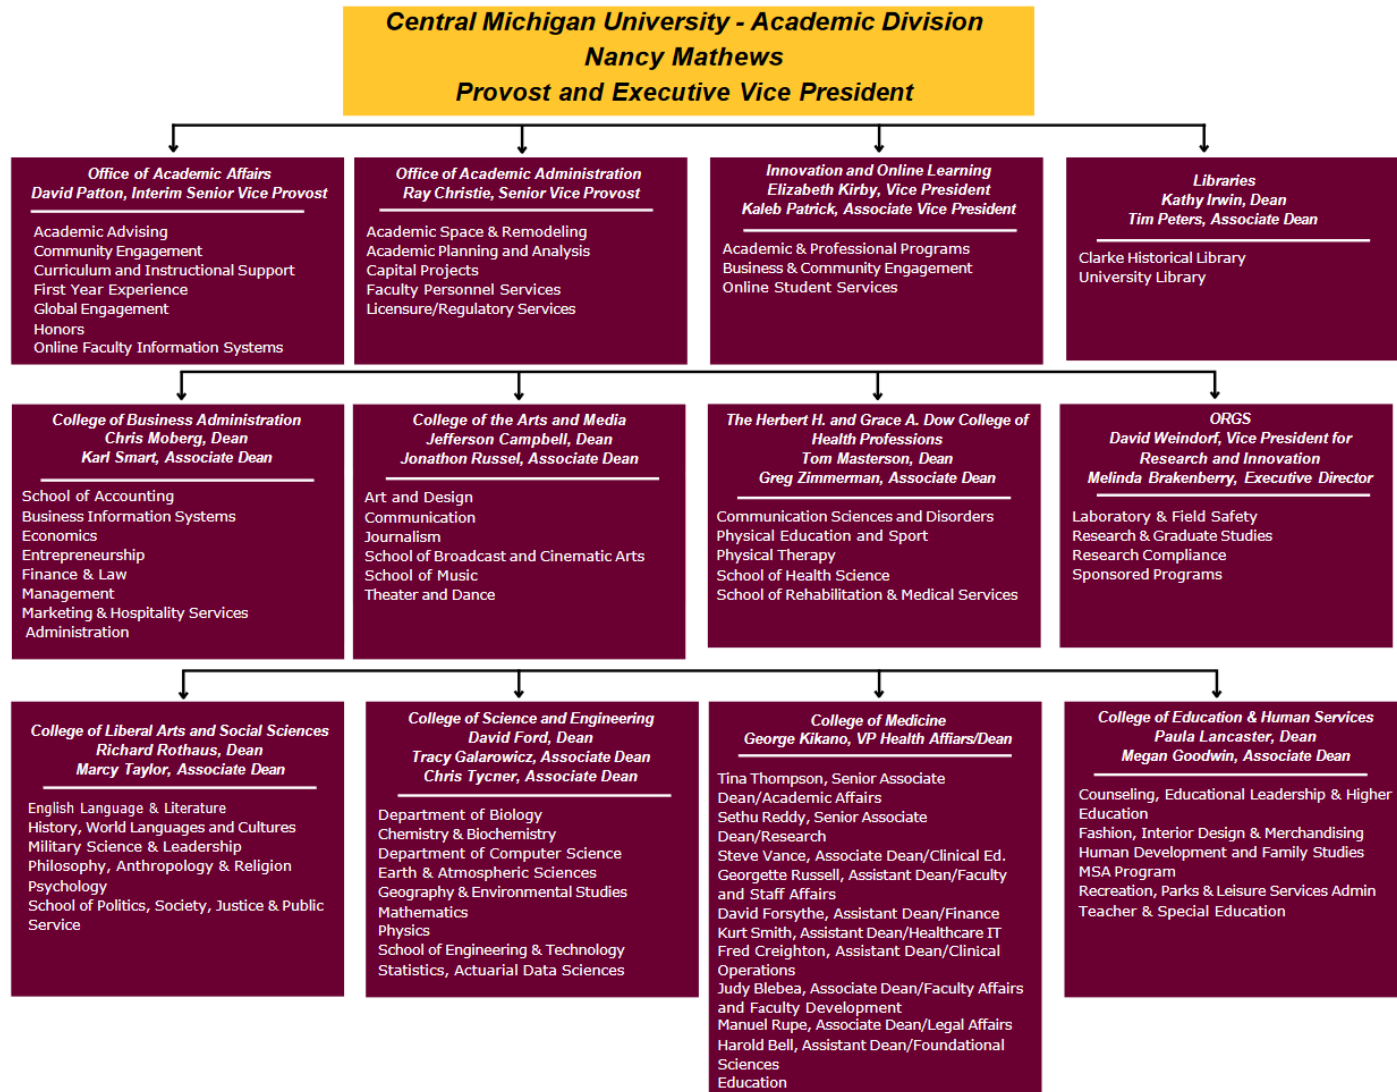 Central Michigan University - Academic Division
Nancy Mathews
Provost and Executive Vice President
Office of Academic Affairs
David Patton, Interim Senior Vice Provost
Academic Advising
Community Engagement
Curriculum and Instructional Support
First Year Experience
Global Engagement
Honors
Online Faculty Information Systems
Office of Academic Administration
Ray Christie, Senior Vice Provost
Academic Space & Remodeling
Academic Planning and Analysis
Capital Projects
Faculty Personnel Services
Licensure/Regulatory Services
Innovation and Online Learning
Elizabeth Kirby, Vice President
Kaleb Patrick, Associate Vice President
Academic & Professional Programs
Business & Community Engagement
Online Student Services
Libraries
Kathy Irwin, Dean
Tim Peters, Associate Dean
Clarke Historical Library
University Library
College of Business Administration
Chris Moberg, Dean
Karl Smart, Associate Dean
School of Accounting
Business Information Systems
Economics
Entrepreneurship
Finance & Law
Management
Marketing & Hospitality Services
Administration
College of the Arts and Media
Jefferson Campbell, Dean
Jonathon Russel, Associate Dean
Art and Design
Communication
Journalism
School of Broadcast and Cinematic Arts
School of Music
Theater and Dance
The Herbert H. and Grace A. Dow College of
Health Professions
Tom Masterson, Dean
Greg Zimmerman, Associate Dean
Communication Sciences and Disorders
Physical Education and Sport
Physical Therapy
School of Health Science
School of Rehabilitation & Medical Services
ORGS
David Weindorf, Vice President for
Research and Innovation
Melinda Brakenberry, Executive Director
Laboratory & Field Safety
Research & Graduate Studies
Research Compliance
Sponsored Programs
College of Liberal Arts and Social Sciences
Richard Rothaus, Dean
Marcy Taylor, Associate Dean
English Language & Literature
History, World Languages and Cultures
Military Science & Leadership
Philosophy, Anthropology & Religion
Psychology
School of Politics, Society, Justice & Public
Service
College of Science and Engineering
David Ford, Dean
Tracy Galarowicz, Associate Dean
Chris Tycner, Associate Dean
Department of Biology
Chemistry & Biochemistry
Department of Computer Science
Earth & Atmospheric Sciences
Geography & Environmental Studies
Mathematics
Physics
School of Engineering & Technology
Statistics, Actuarial Data Sciences
College of Medicine
George Kikano, VP Health Affiars/Dean
Tina Thompson, Senior Associate
Dean/Academic Affairs
Sethu Reddy, Senior Associate
Dean/Research
Steve Vance, Associate Dean/Clinical Ed.
Georgette Russell, Assistant Dean/Faculty
and Staff Affairs
David Forsythe, Assistant Dean/Finance
Kurt Smith, Assistant Dean/Healthcare IT
Fred Creighton, Assistant Dean/Clinical
Operations
Judy Blebea, Associate Dean/Faculty Affairs
and Faculty Development
Manuel Rupe, Associate Dean/Legal Affairs
Harold Bell, Assistant Dean/Foundational
Sciences
Education
College of Education & Human Services
Paula Lancaster, Dean
Megan Goodwin, Associate Dean
Counseling, Educational Leadership & Higher
Education
Fashion, Interior Design & Merchandising
Human Development and Family Studies
MSA Program
Recreation, Parks & Leisure Services Admin
Teacher & Special Education